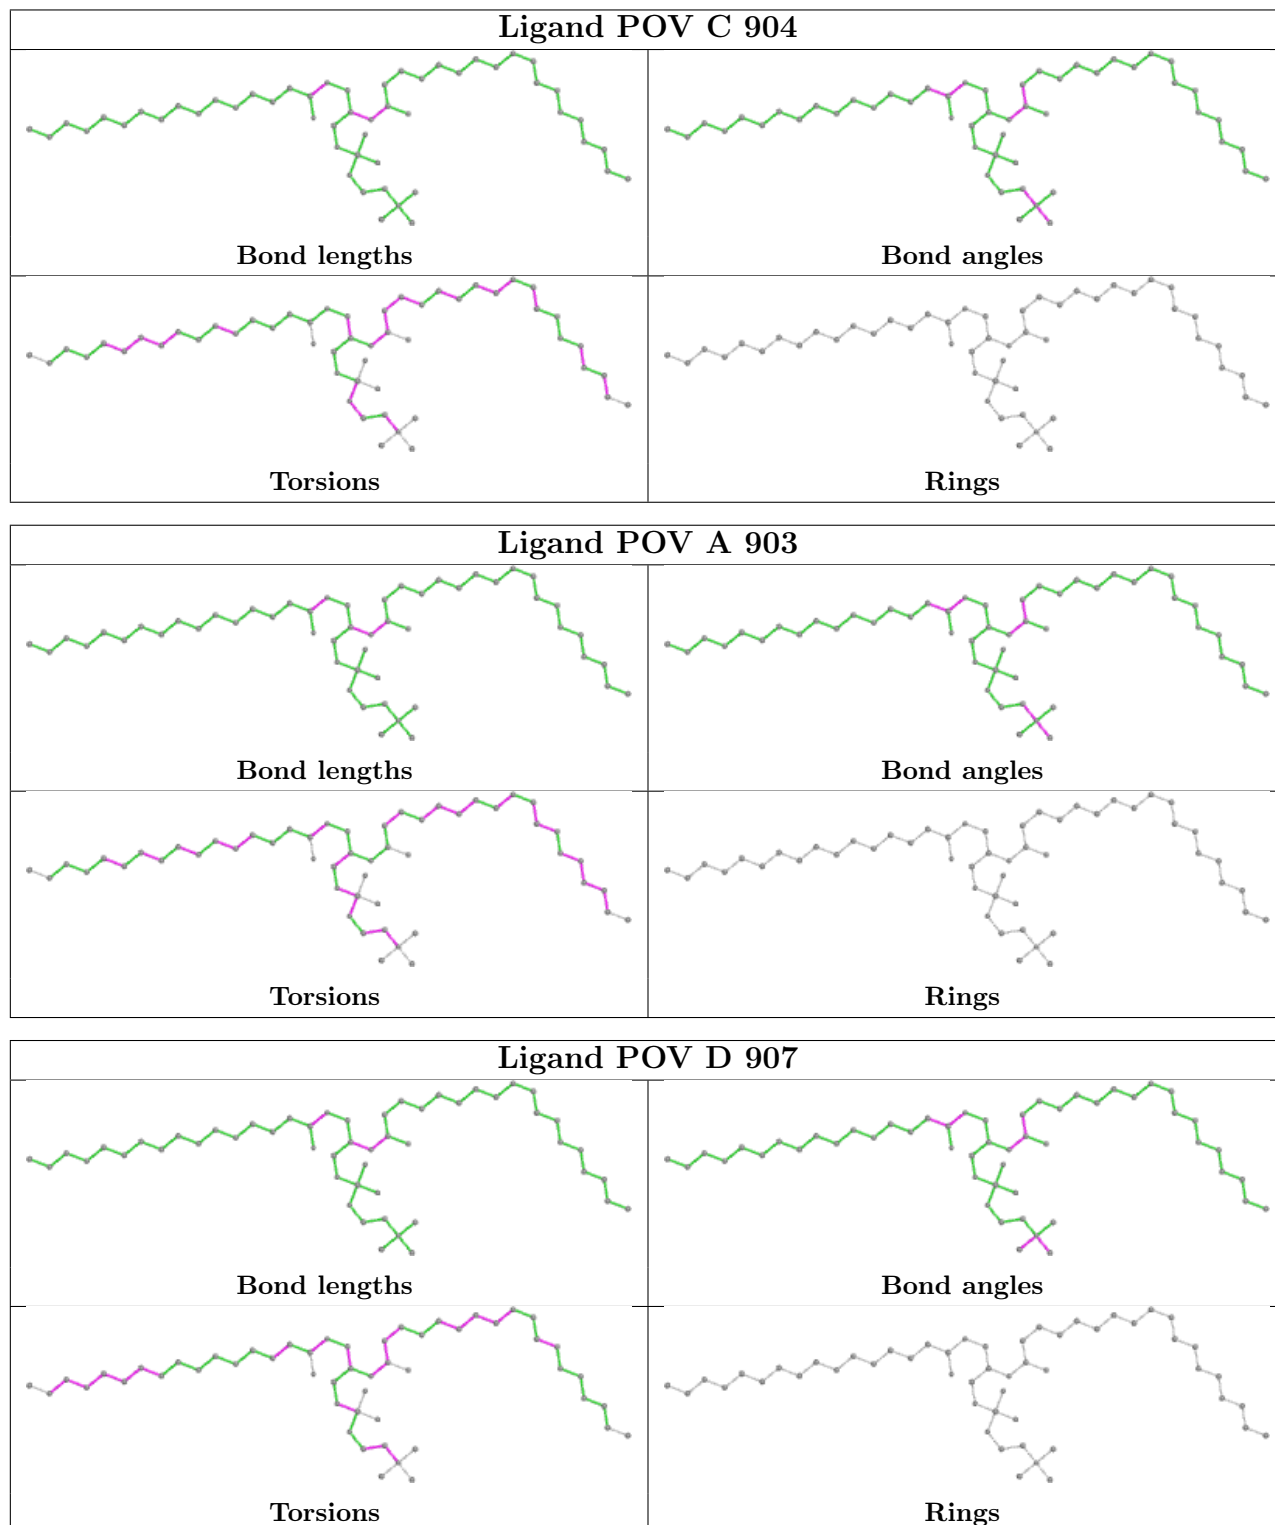 Ligand POV C 904
Bond lengths
Bond angles
Torsions
Rings
Ligand POV A 903
Bond lengths
Bond angles
Torsions
Rings
Ligand POV D 907
Bond lengths
Bond angles
Torsions
Rings